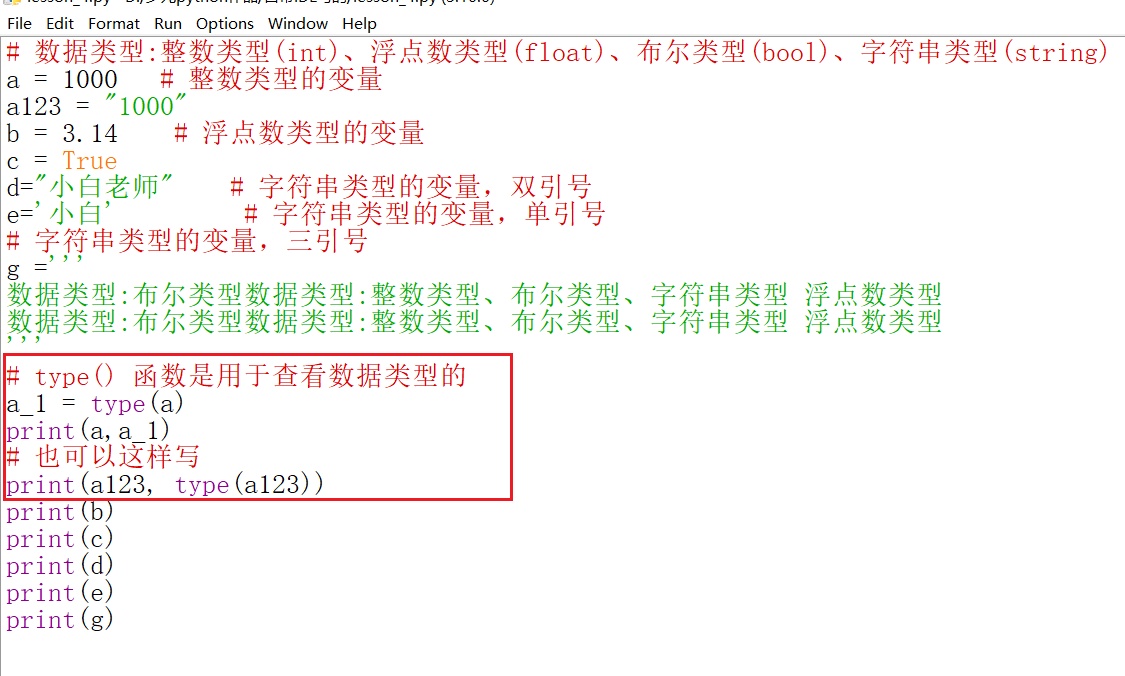 File Edit Format Run Options Window Help
# 数据类型:整数类型(int)、浮点数类型(float)、布尔类型(bool)、字符串类型(string)
a = 1000   # 整数类型的变量
a123 = "1000"
b = 3.14    # 浮点数类型的变量
c = True
d="小白老师"    # 字符串类型的变量，双引号
e='小白'          # 字符串类型的变量，单引号
# 字符串类型的变量，三引号
g ='''
数据类型:布尔类型数据类型:整数类型、布尔类型、字符串类型 浮点数类型
数据类型:布尔类型数据类型:整数类型、布尔类型、字符串类型 浮点数类型
'''
# type() 函数是用于查看数据类型的
a_1 = type(a)
print(a,a_1)
# 也可以这样写
print(a123, type(a123))
print(b)
print(c)
print(d)
print(e)
print(g)